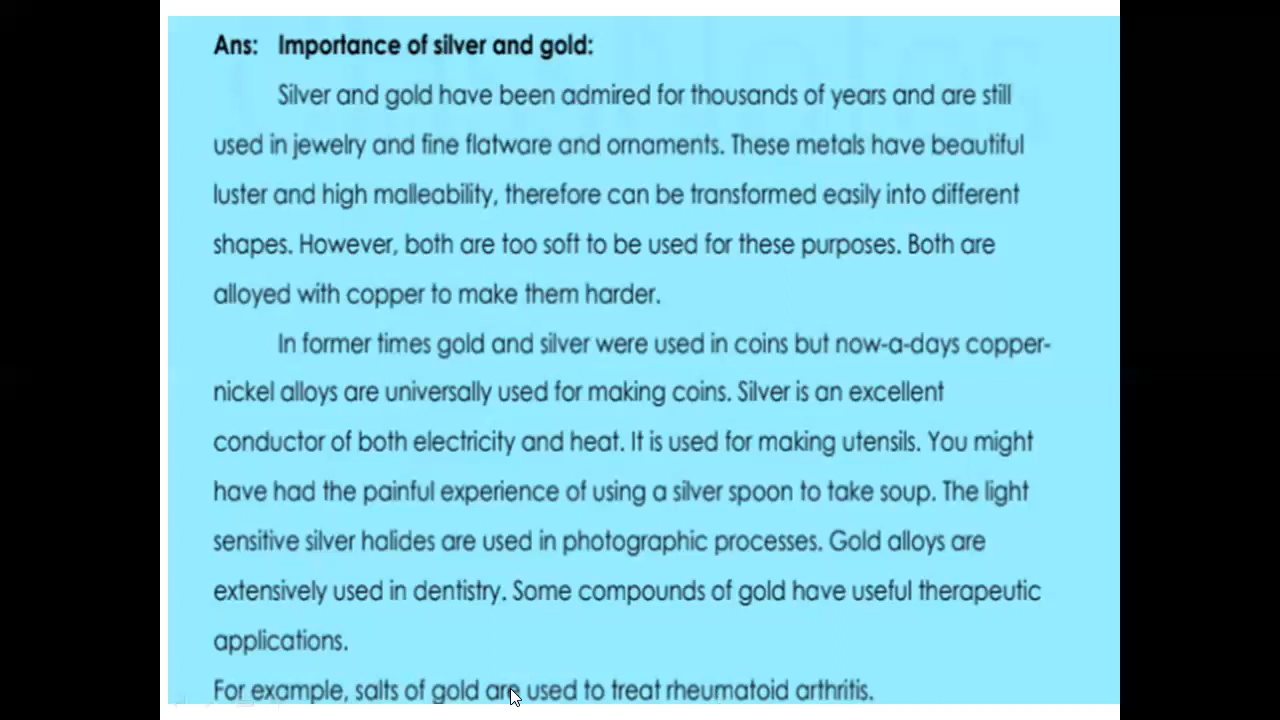 Ans: Importance of silver and gold:
Silver and gold have been admired for thousands of years and are still
used in jewelry and fine flatware and ornaments. These metals have beautiful
luster and high malleability, therefore can be transformed easily into different
shapes. However, both are too soft to be used for these purposes. Both are
alloyed with copper to make them harder.
In former times gold and silver were used in coins but now-a-days copper-
nickel alloys are universally used for making coins. Silver is an excellent
conductor of both electricity and heat. It is used for making utensils. You might
have had the painful experience of using a silver spoon to take soup. The light
sensitive silver halides are used in photographic processes. Gold alloys are
extensively used in dentistry. Some compounds of gold have useful therapeutic
applications.
For example, salts of gold are used to treat rheumatoid arthritis.